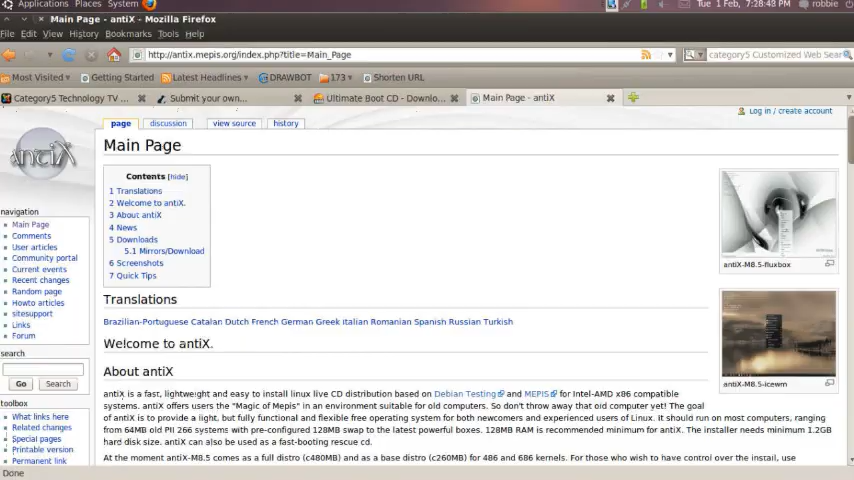 Applications Places System 1 Feb, 7:28:48 PM robbie
Main Page - antiX - Mozilla Firefox
File Edit View History Bookmarks Tools Help
http://antix.mepis.org/index.php?title=Main_Page category5 Customized Web Sear
Most Visited Getting Started Latest Headlines DRAWBOT 173 Shorten URL
Category5 Technology TV ... Submit your own... Ultimate Boot CD - Downlo... Main Page - antiX
Log in / create account
page discussion view source history
antiX
Main Page
Contents [hide]
1 Translations
2 Welcome to antiX.
3 About antiX
4 News
5 Downloads
5.1 Mirrors/Download
6 Screenshots
7 Quick Tips
navigation
Main Page
Comments
User articles
Community portal
Current events
Recent changes
Random page
Howto articles
sitesupport
Links
Forum
search
Go Search
toolbox
What links here
Related changes
Special pages
Printable version
Permanent link
antiX-M8.5-fluxbox
antiX-M8.5-icewm
Translations
Brazilian-Portuguese Catalan Dutch French German Greek Italian Romanian Spanish Russian Turkish
Welcome to antiX.
About antiX
antiX is a fast, lightweight and easy to install linux live CD distribution based on Debian Testing and MEPIS for Intel-AMD x86 compatible
systems. antiX offers users the "Magic of Mepis" in an environment suitable for old computers. So don't throw away that old computer yet! The goal
of antiX is to provide a light, but fully functional and flexible free operating system for both newcomers and experienced users of Linux. It should run on most computers, ranging
from 64MB old PII 266 systems with pre-configured 128MB swap to the latest powerful boxes. 128MB RAM is recommended minimum for antiX. The installer needs minimum 1.2GB
hard disk size. antiX can also be used as a fast-booting rescue cd.
At the moment antiX-M8.5 comes as a full distro (c480MB) and as a base distro (c260MB) for 486 and 686 kernels. For those who wish to have control over the install, use
Done